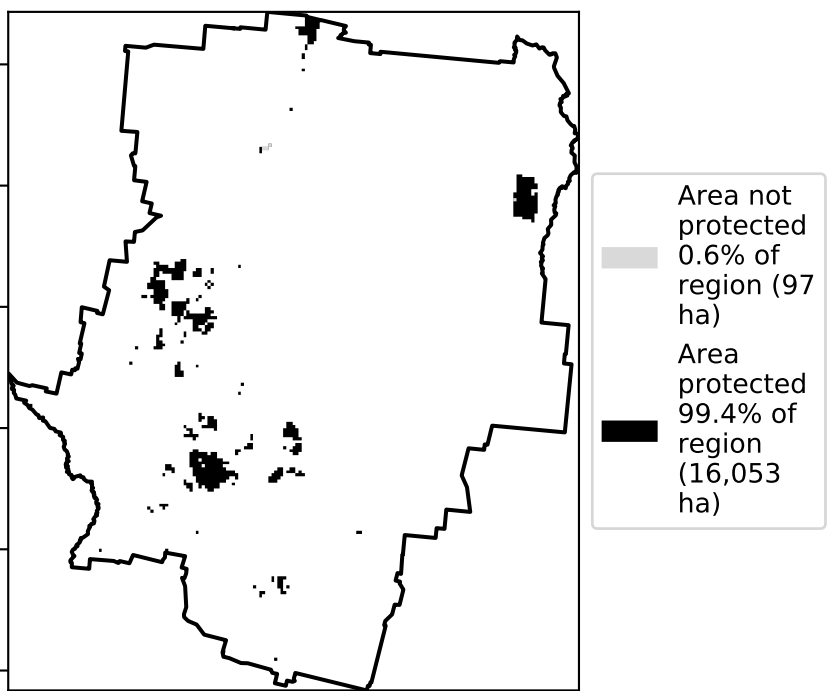 Area not
protected
0.6% of
region (97
ha)
Area
protected
99.4% of
region
(16,053
ha)